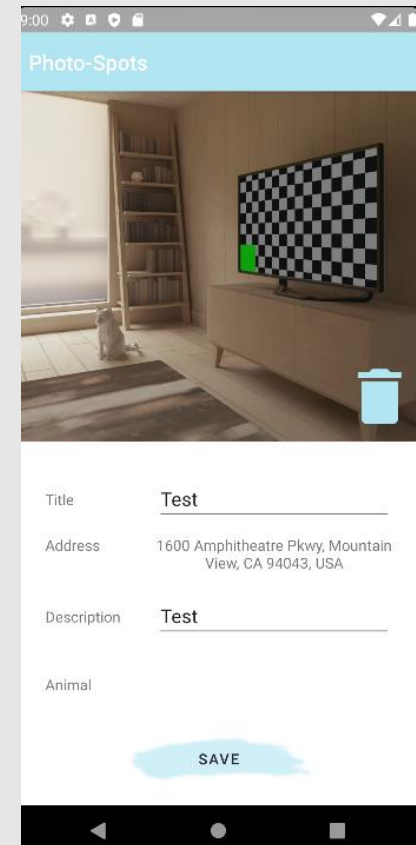 9:00
Photo-Spots
Title Test
Address 1600 Amphitheatre Pkwy, Mountain
View, CA 94043, USA
Description Test
Animal
SAVE